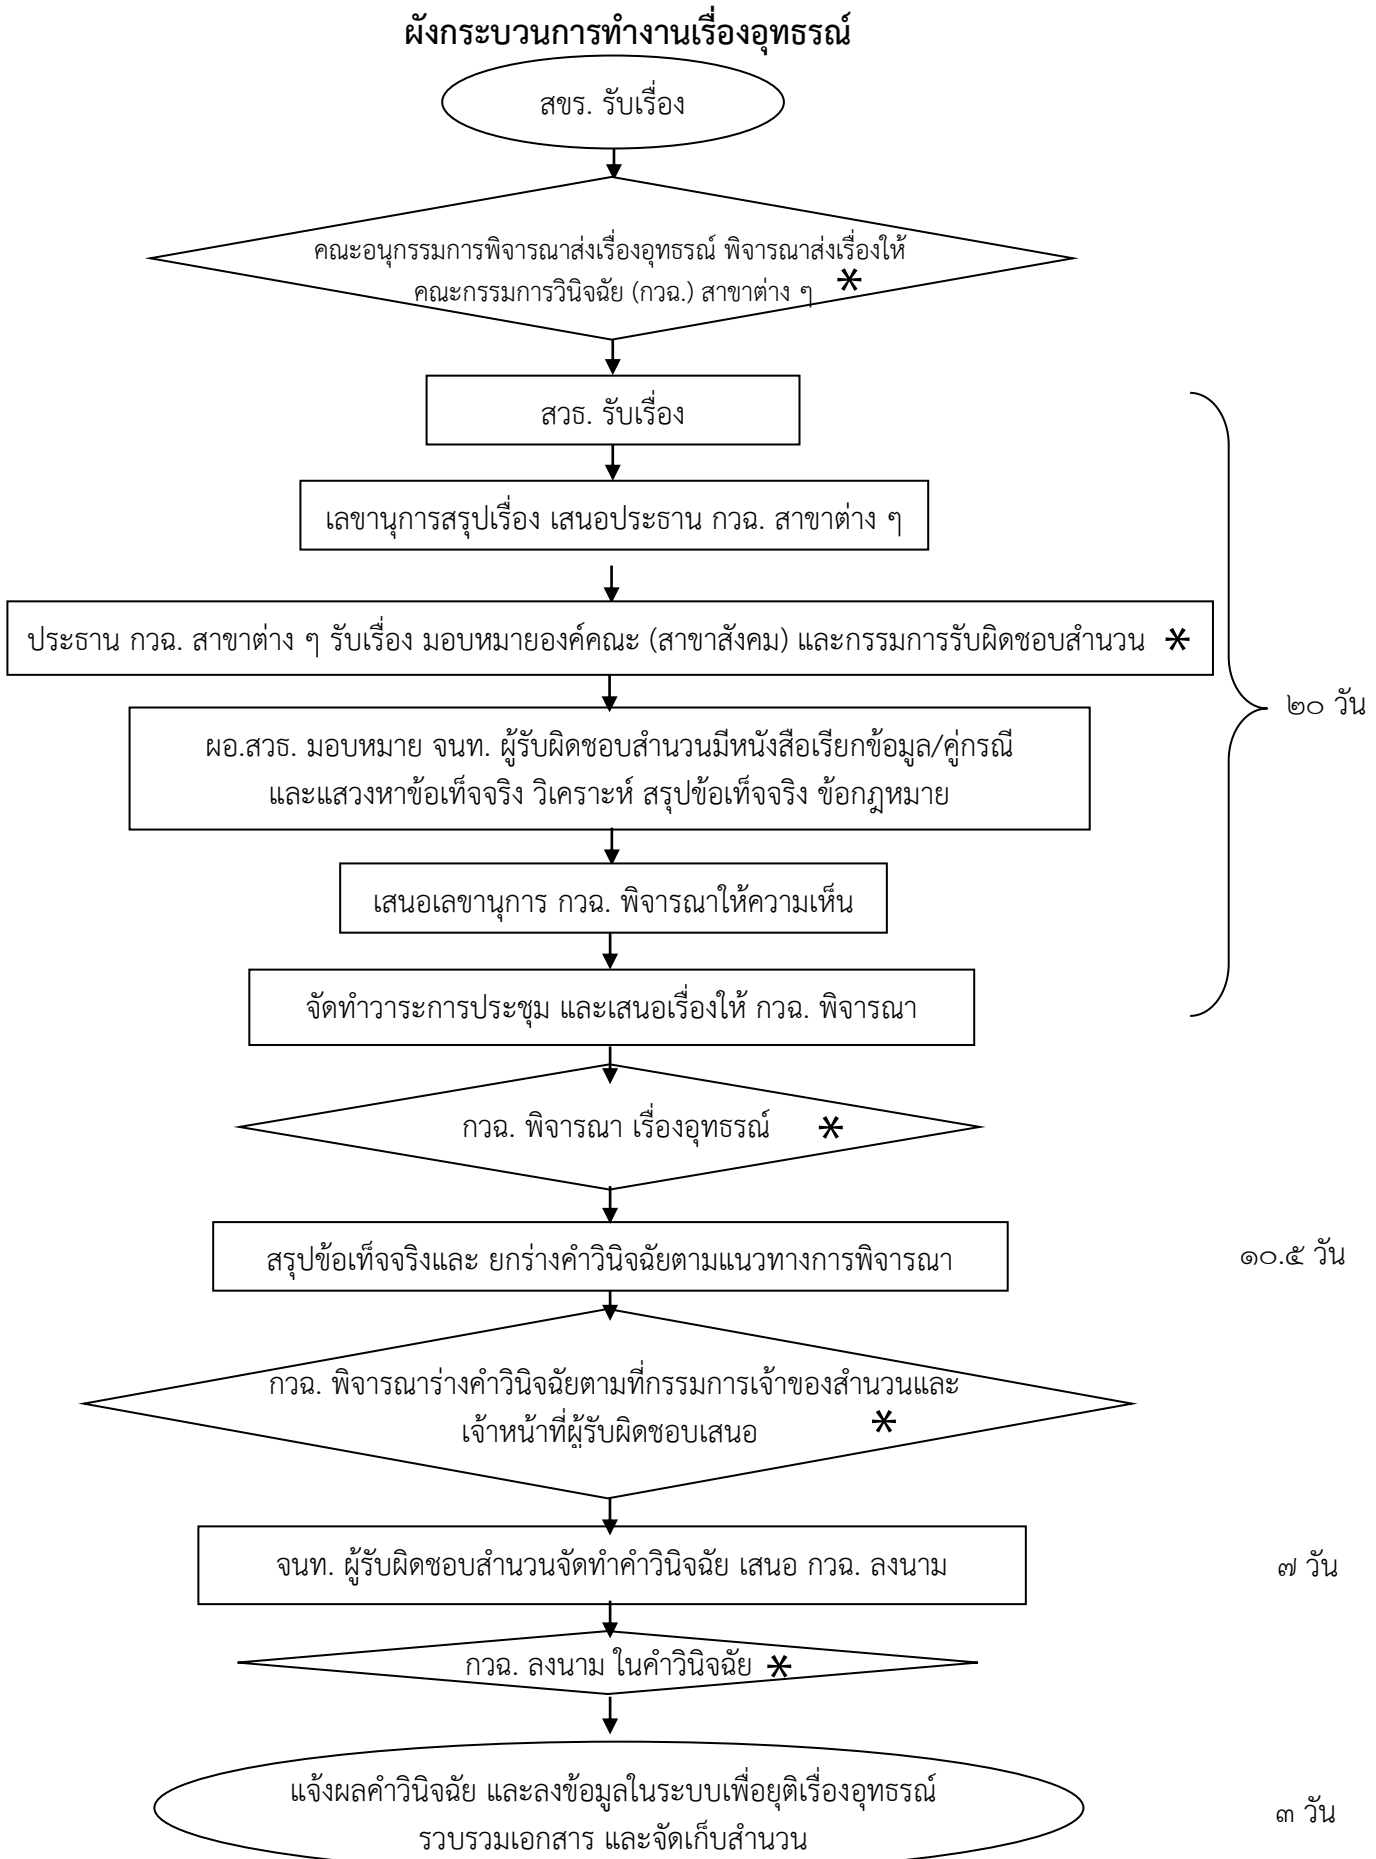 ผังกระบวนการทำงานเรื่องอุทธรณ์
สขร. รับเรื่อง
คณะอนุกรรมการพิจารณาส่งเรื่องอุทธรณ์ พิจารณาส่งเรื่องให้
คณะกรรมการวินิจฉัย (กวฉ.) สาขาต่าง ๆ *
สวธ. รับเรื่อง
เลขานุการสรุปเรื่อง เสนอประธาน กวฉ. สาขาต่าง ๆ
ประธาน กวฉ. สาขาต่าง ๆ รับเรื่อง มอบหมายองค์คณะ (สาขาสังคม) และกรรมการรับผิดชอบสำนวน *
๒๐ วัน
ผอ.สวธ. มอบหมาย จนท. ผู้รับผิดชอบสำนวนมีหนังสือเรียกข้อมูล/คู่กรณี
และแสวงหาข้อเท็จจริง วิเคราะห์ สรุปข้อเท็จจริง ข้อกฎหมาย
เสนอเลขานุการ กวฉ. พิจารณาให้ความเห็น
จัดทำวาระการประชุม และเสนอเรื่องให้ กวฉ. พิจารณา
กวฉ. พิจารณา เรื่องอุทธรณ์ *
สรุปข้อเท็จจริงและ ยกร่างคำวินิจฉัยตามแนวทางการพิจารณา
๑๐.๕ วัน
กวฉ. พิจารณาร่างคำวินิจฉัยตามที่กรรมการเจ้าของสำนวนและ
เจ้าหน้าที่ผู้รับผิดชอบเสนอ *
จนท. ผู้รับผิดชอบสำนวนจัดทำคำวินิจฉัย เสนอ กวฉ. ลงนาม
๗ วัน
กวฉ. ลงนาม ในคำวินิจฉัย *
แจ้งผลคำวินิจฉัย และลงข้อมูลในระบบเพื่อยุติเรื่องอุทธรณ์
รวบรวมเอกสาร และจัดเก็บสำนวน
๓ วัน